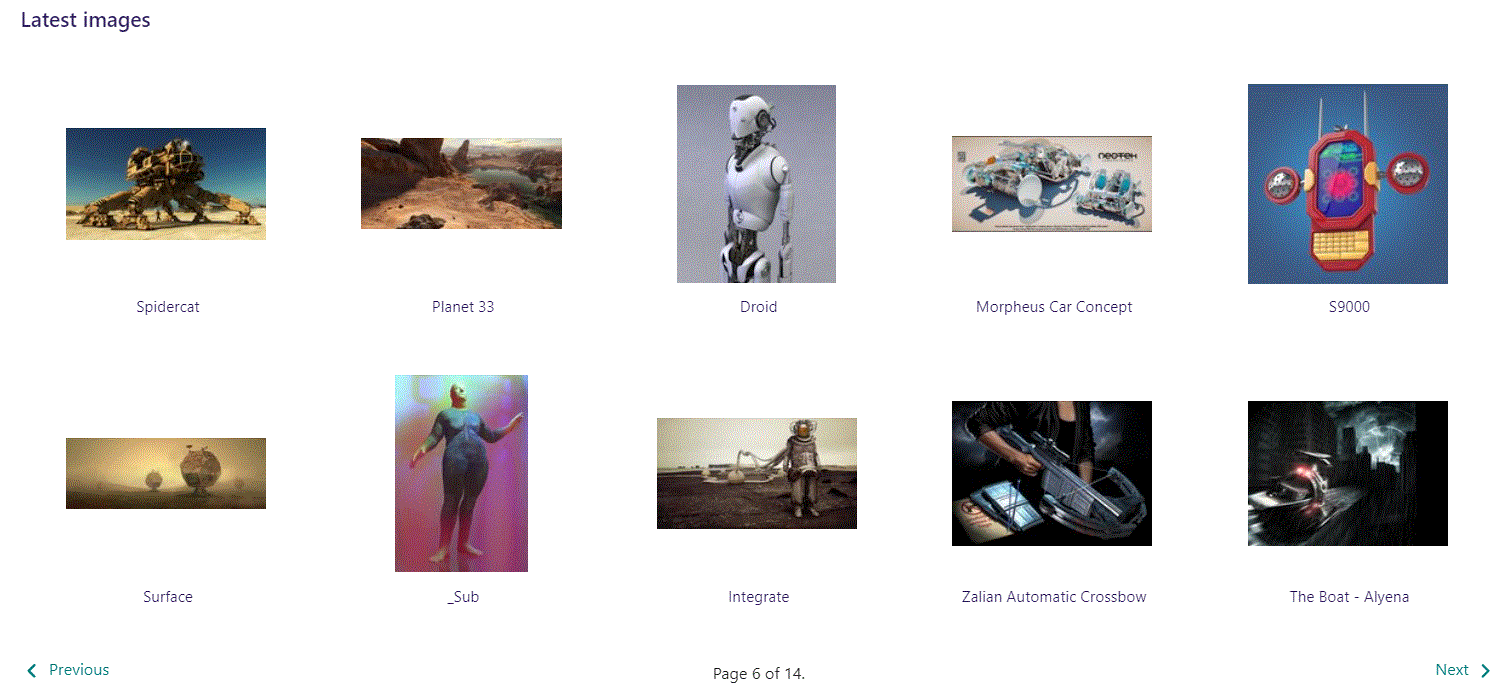 Latest images
NEOTEK
Spidercat
Planet 33
Droid
Morpheus Car Concept
S9000
Surface
_Sub
Integrate
Zalian Automatic Crossbow
The Boat - Alyena
Previous
Page 6 of 14.
Next